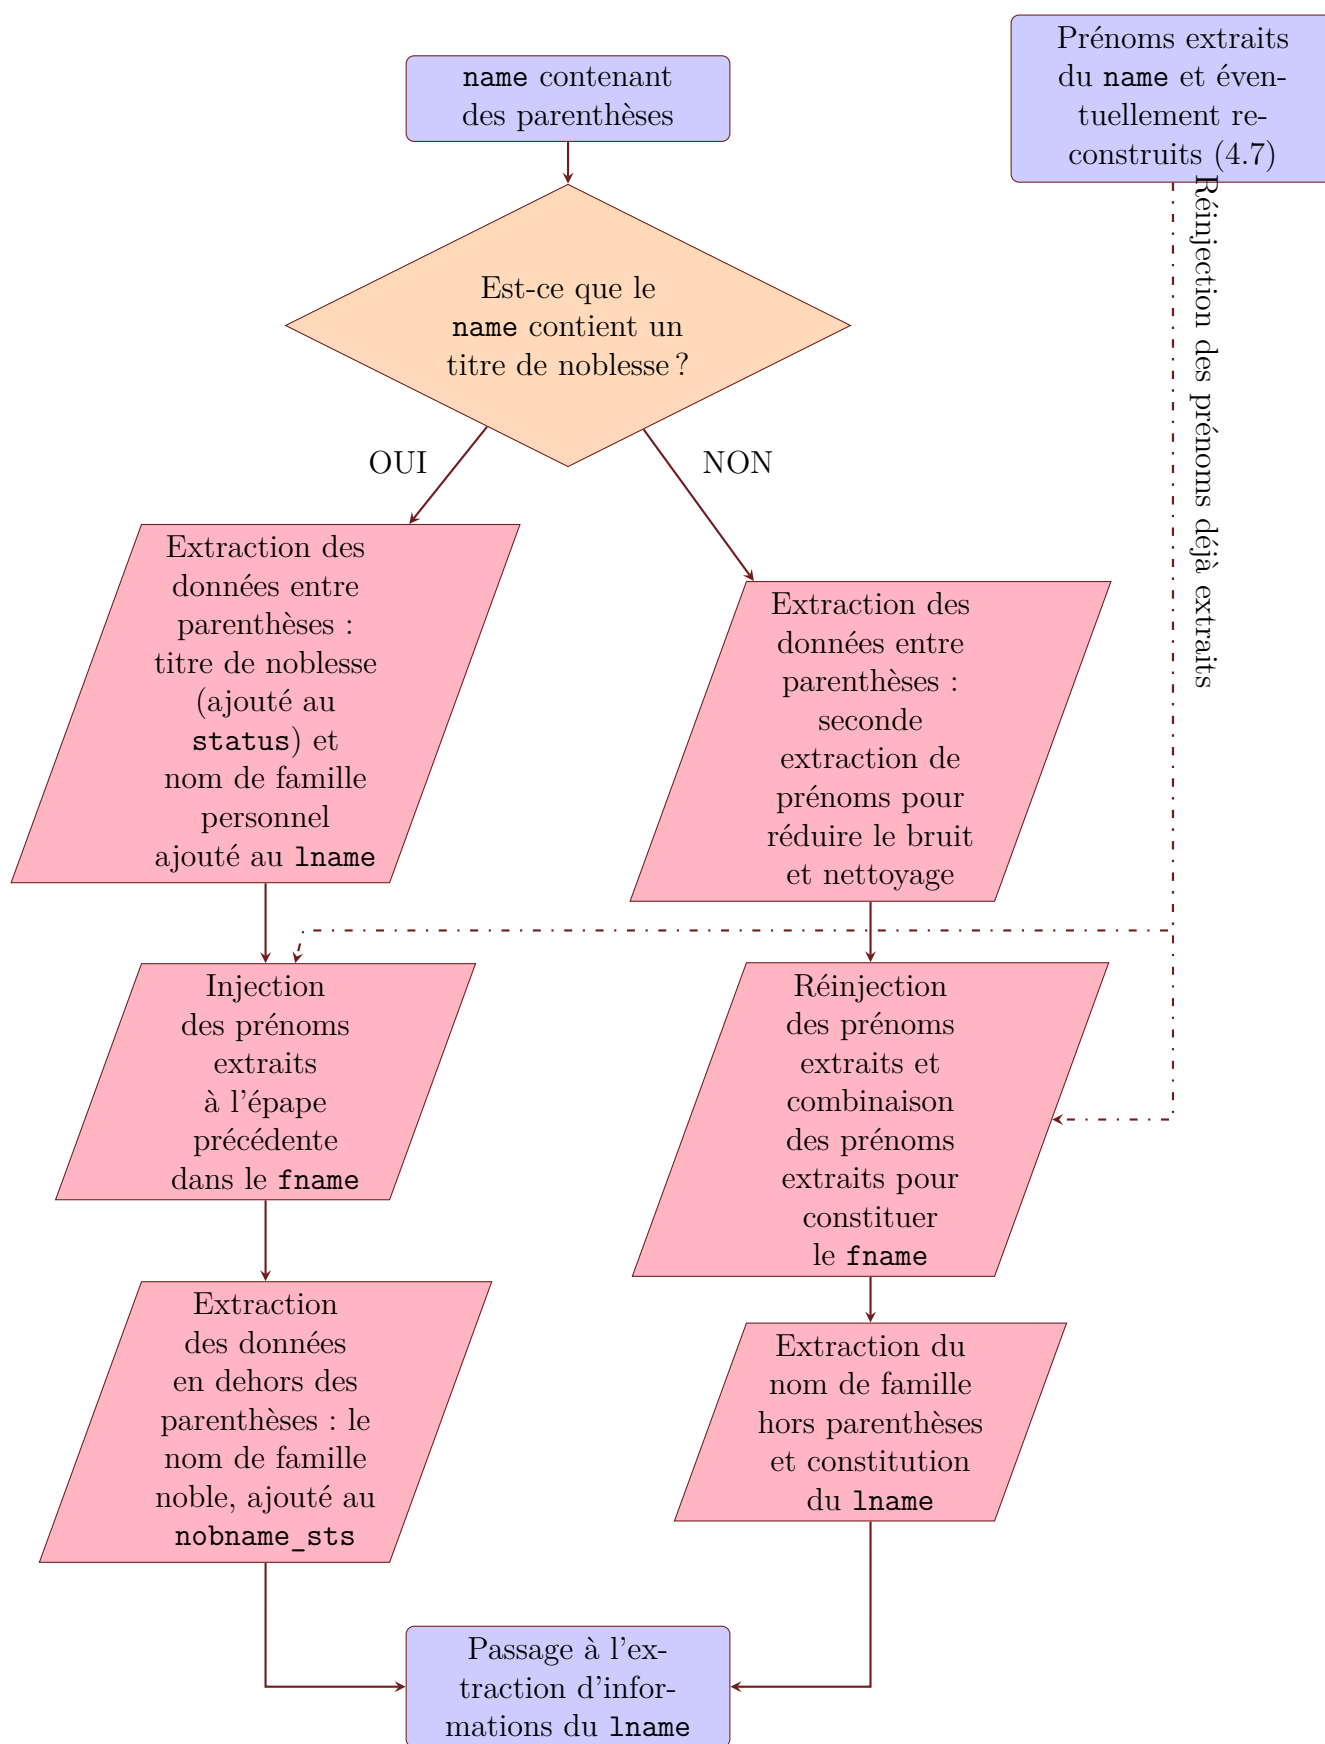 name contenant
des parenthèses
Prénoms extraits
du name et éven-
tuellement re-
construits (4.7)
Réinjection des prénoms déjà extraits
Est-ce que le
name contient un
titre de noblesse ?
OUI
NON
Extraction des
données entre
parenthèses :
titre de noblesse
(ajouté au
status) et
nom de famille
personnel
ajouté au lname
Extraction des
données entre
parenthèses :
seconde
extraction de
prénoms pour
réduire le bruit
et nettoyage
Injection
des prénoms
extraits
à l'épape
précédente
dans le fname
Réinjection
des prénoms
extraits et
combinaison
des prénoms
extraits pour
constituer
le fname
Extraction
des données
en dehors des
parenthèses : le
nom de famille
noble, ajouté au
nobname_sts
Extraction du
nom de famille
hors parenthèses
et constitution
du lname
Passage à l'ex-
traction d'infor-
mations du lname